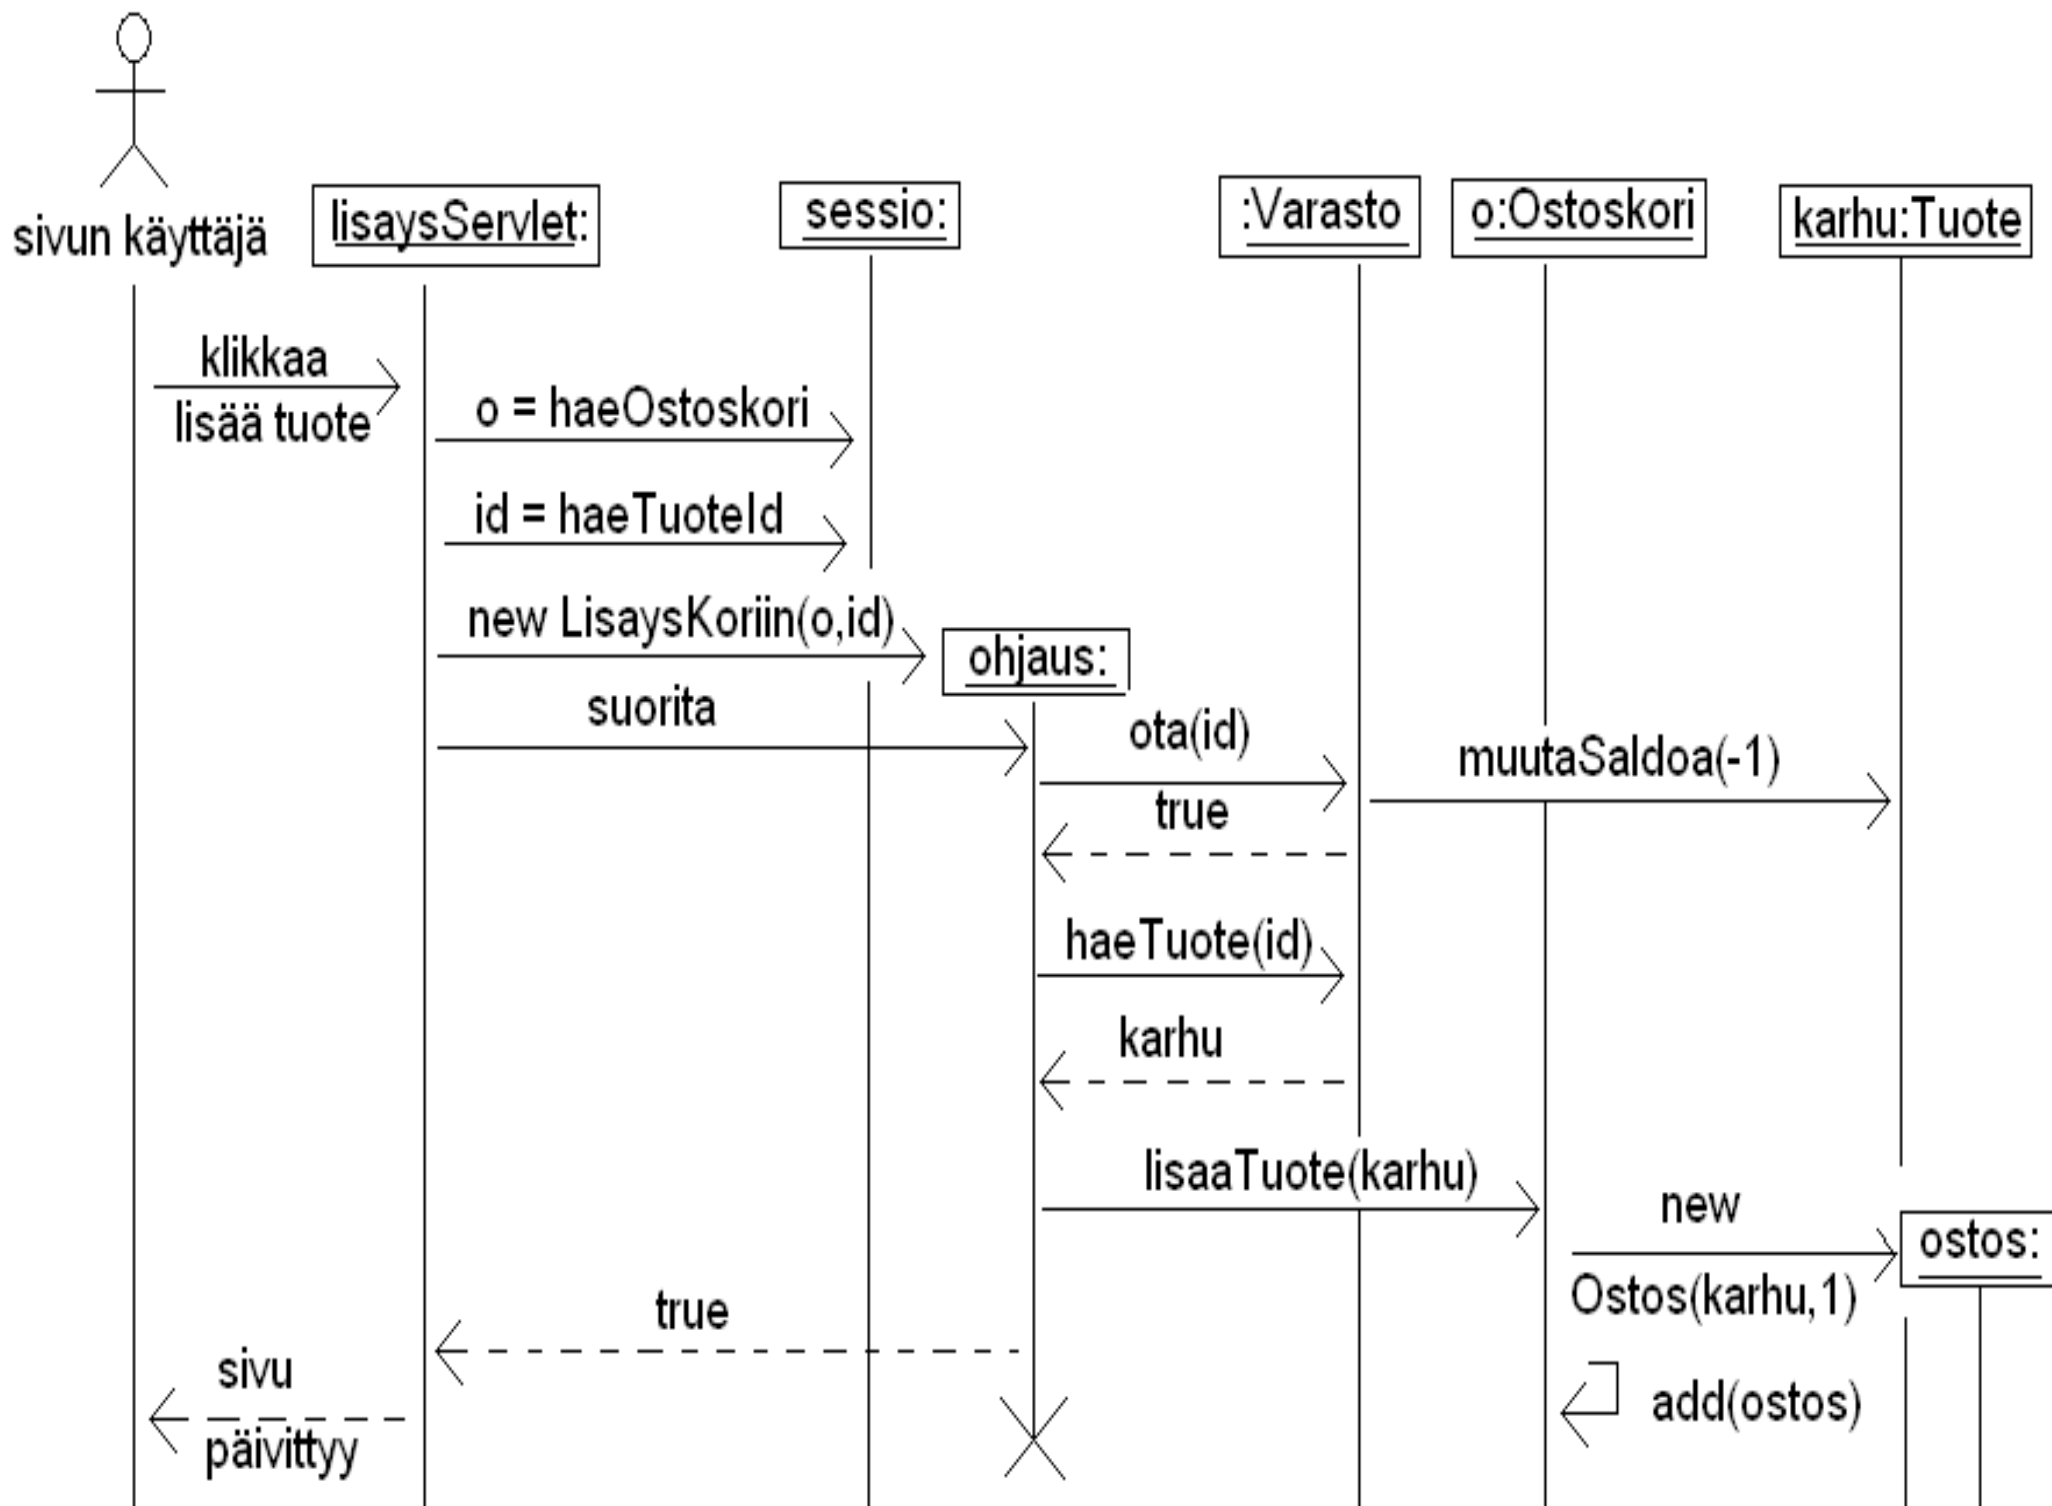 sivun käyttäjä
lisaysServlet:
sessio:
:Varasto
o:Ostoskori
karhu:Tuote
klikkaa
lisää tuote
o = haeOstoskori
id = haeTuoteId
new LisaysKoriin(o,id)
ohjaus:
suorita
ota(id)
muutaSaldoa(-1)
true
haeTuote(id)
karhu
lisaaTuote(karhu)
new
Ostos(karhu,1)
ostos:
true
add(ostos)
sivu
päivittyy